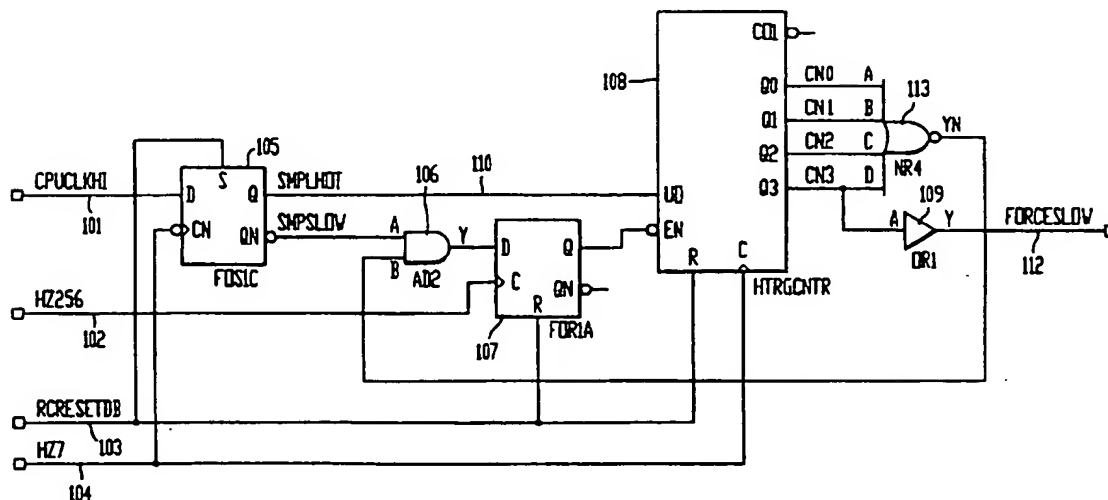 CO1
108
Q0 CN0 A 113
Q1 CN1 B YN
105
Q2 CN2 C NR4
S 106
Q3 CN3 D 109
CPUCLKHI D Q SMPLHOT 110 UD
101 CN QN SMPSLOW A Y D Q EN A Y FORCESLOW
FDS1C B AD2 R C OR1 112
HZ256 C QN HTRGCNTR
102 R FDR1A
107
RCRESETDB
103
HZ7
104